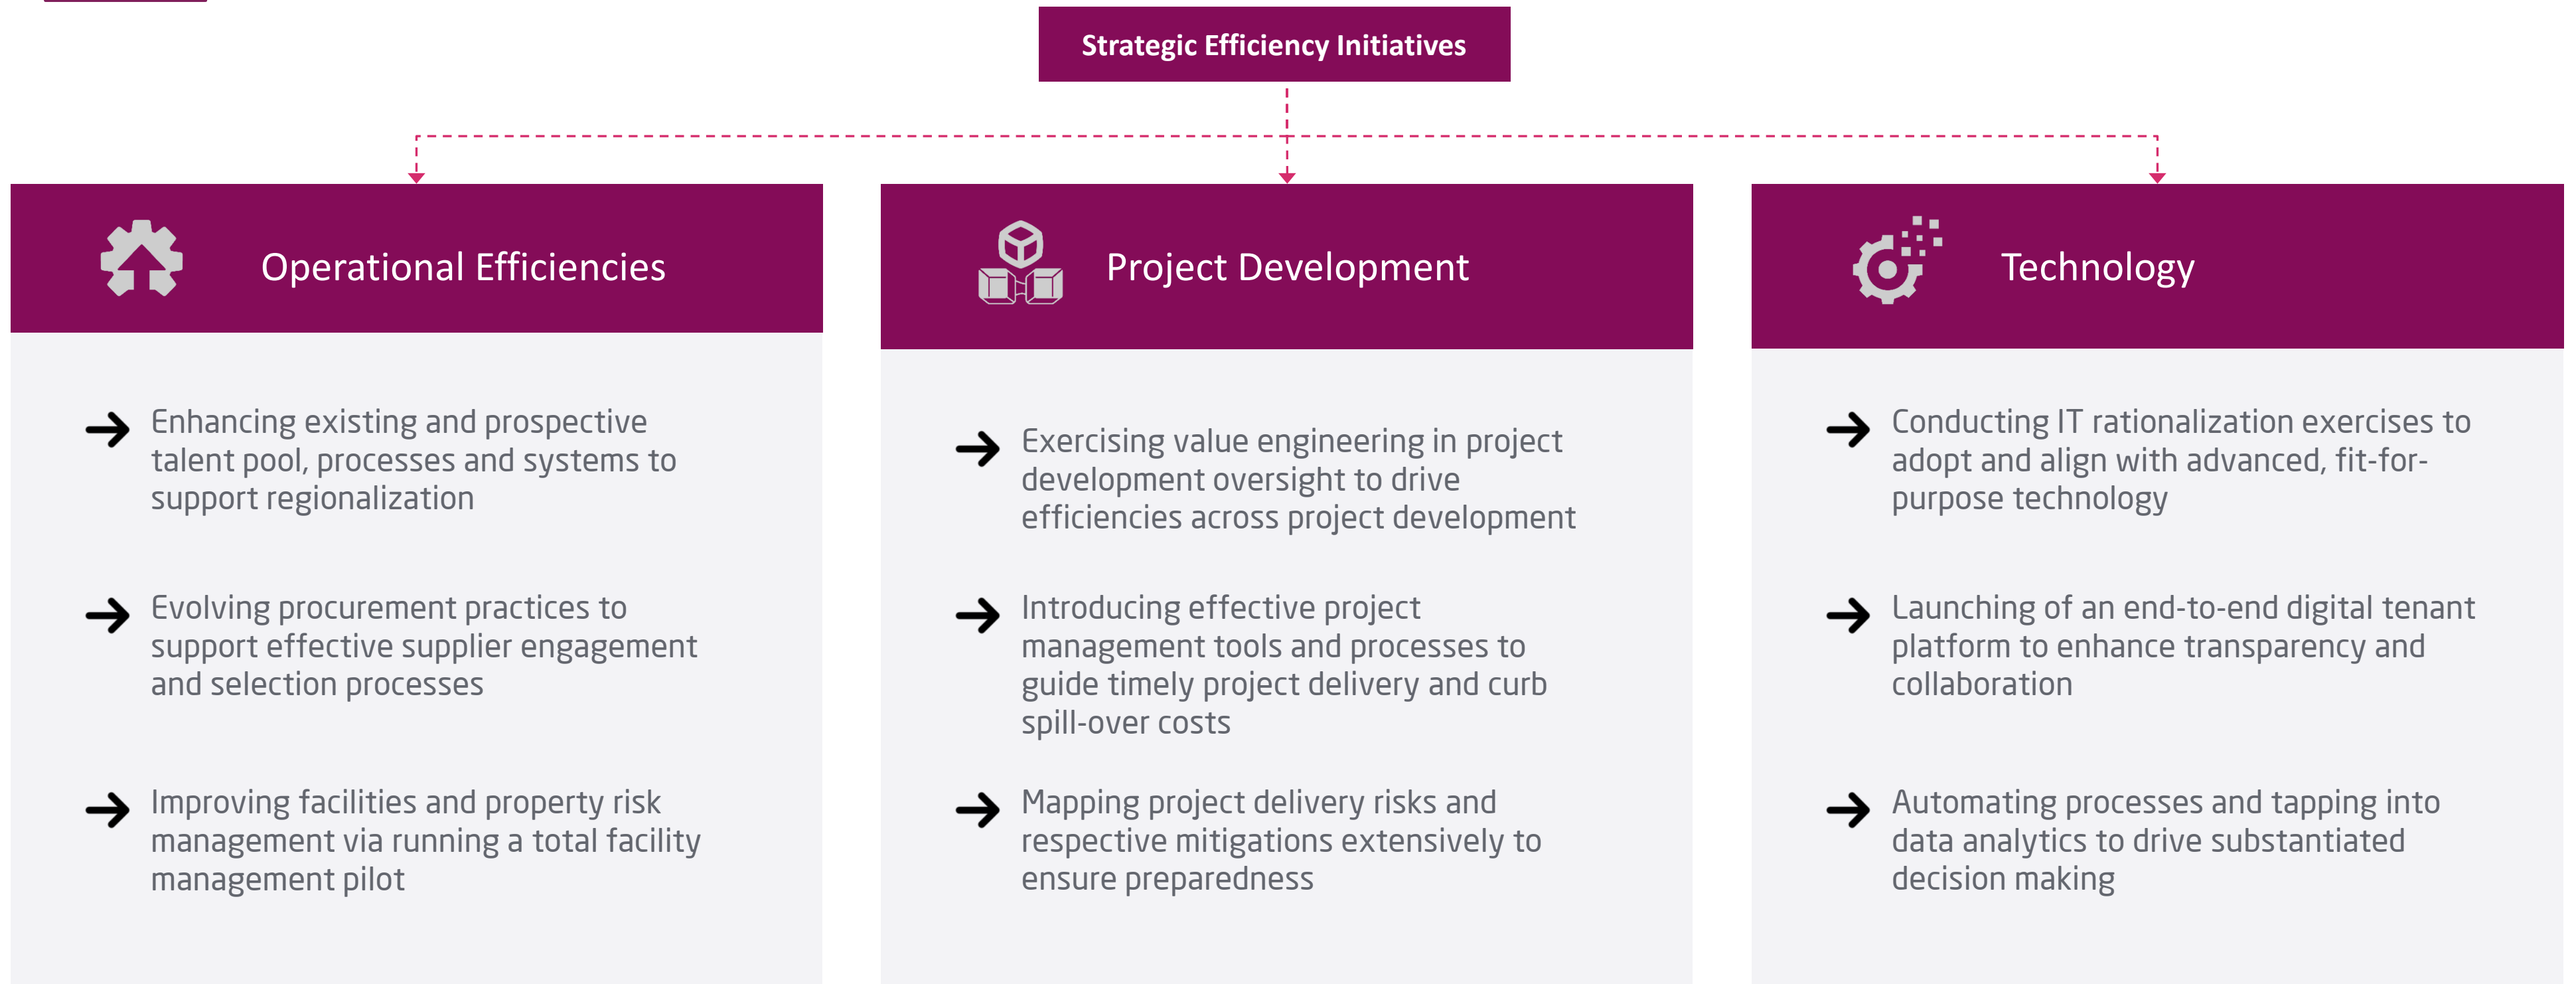 Strategic Efficiency Initiatives
Operational Efficiencies
Enhancing existing and prospective
talent pool, processes and systems to
support regionalization
Evolving procurement practices to
support effective supplier engagement
and selection processes
Improving facilities and property risk
management via running a total facility
management pilot
Project Development
Exercising value engineering in project
development oversight to drive
efficiencies across project development
Introducing effective project
management tools and processes to
guide timely project delivery and curb
spill-over costs
Mapping project delivery risks and
respective mitigations extensively to
ensure preparedness
Technology
Conducting IT rationalization exercises to
adopt and align with advanced, fit-for-
purpose technology
Launching of an end-to-end digital tenant
platform to enhance transparency and
collaboration
Automating processes and tapping into
data analytics to drive substantiated
decision making